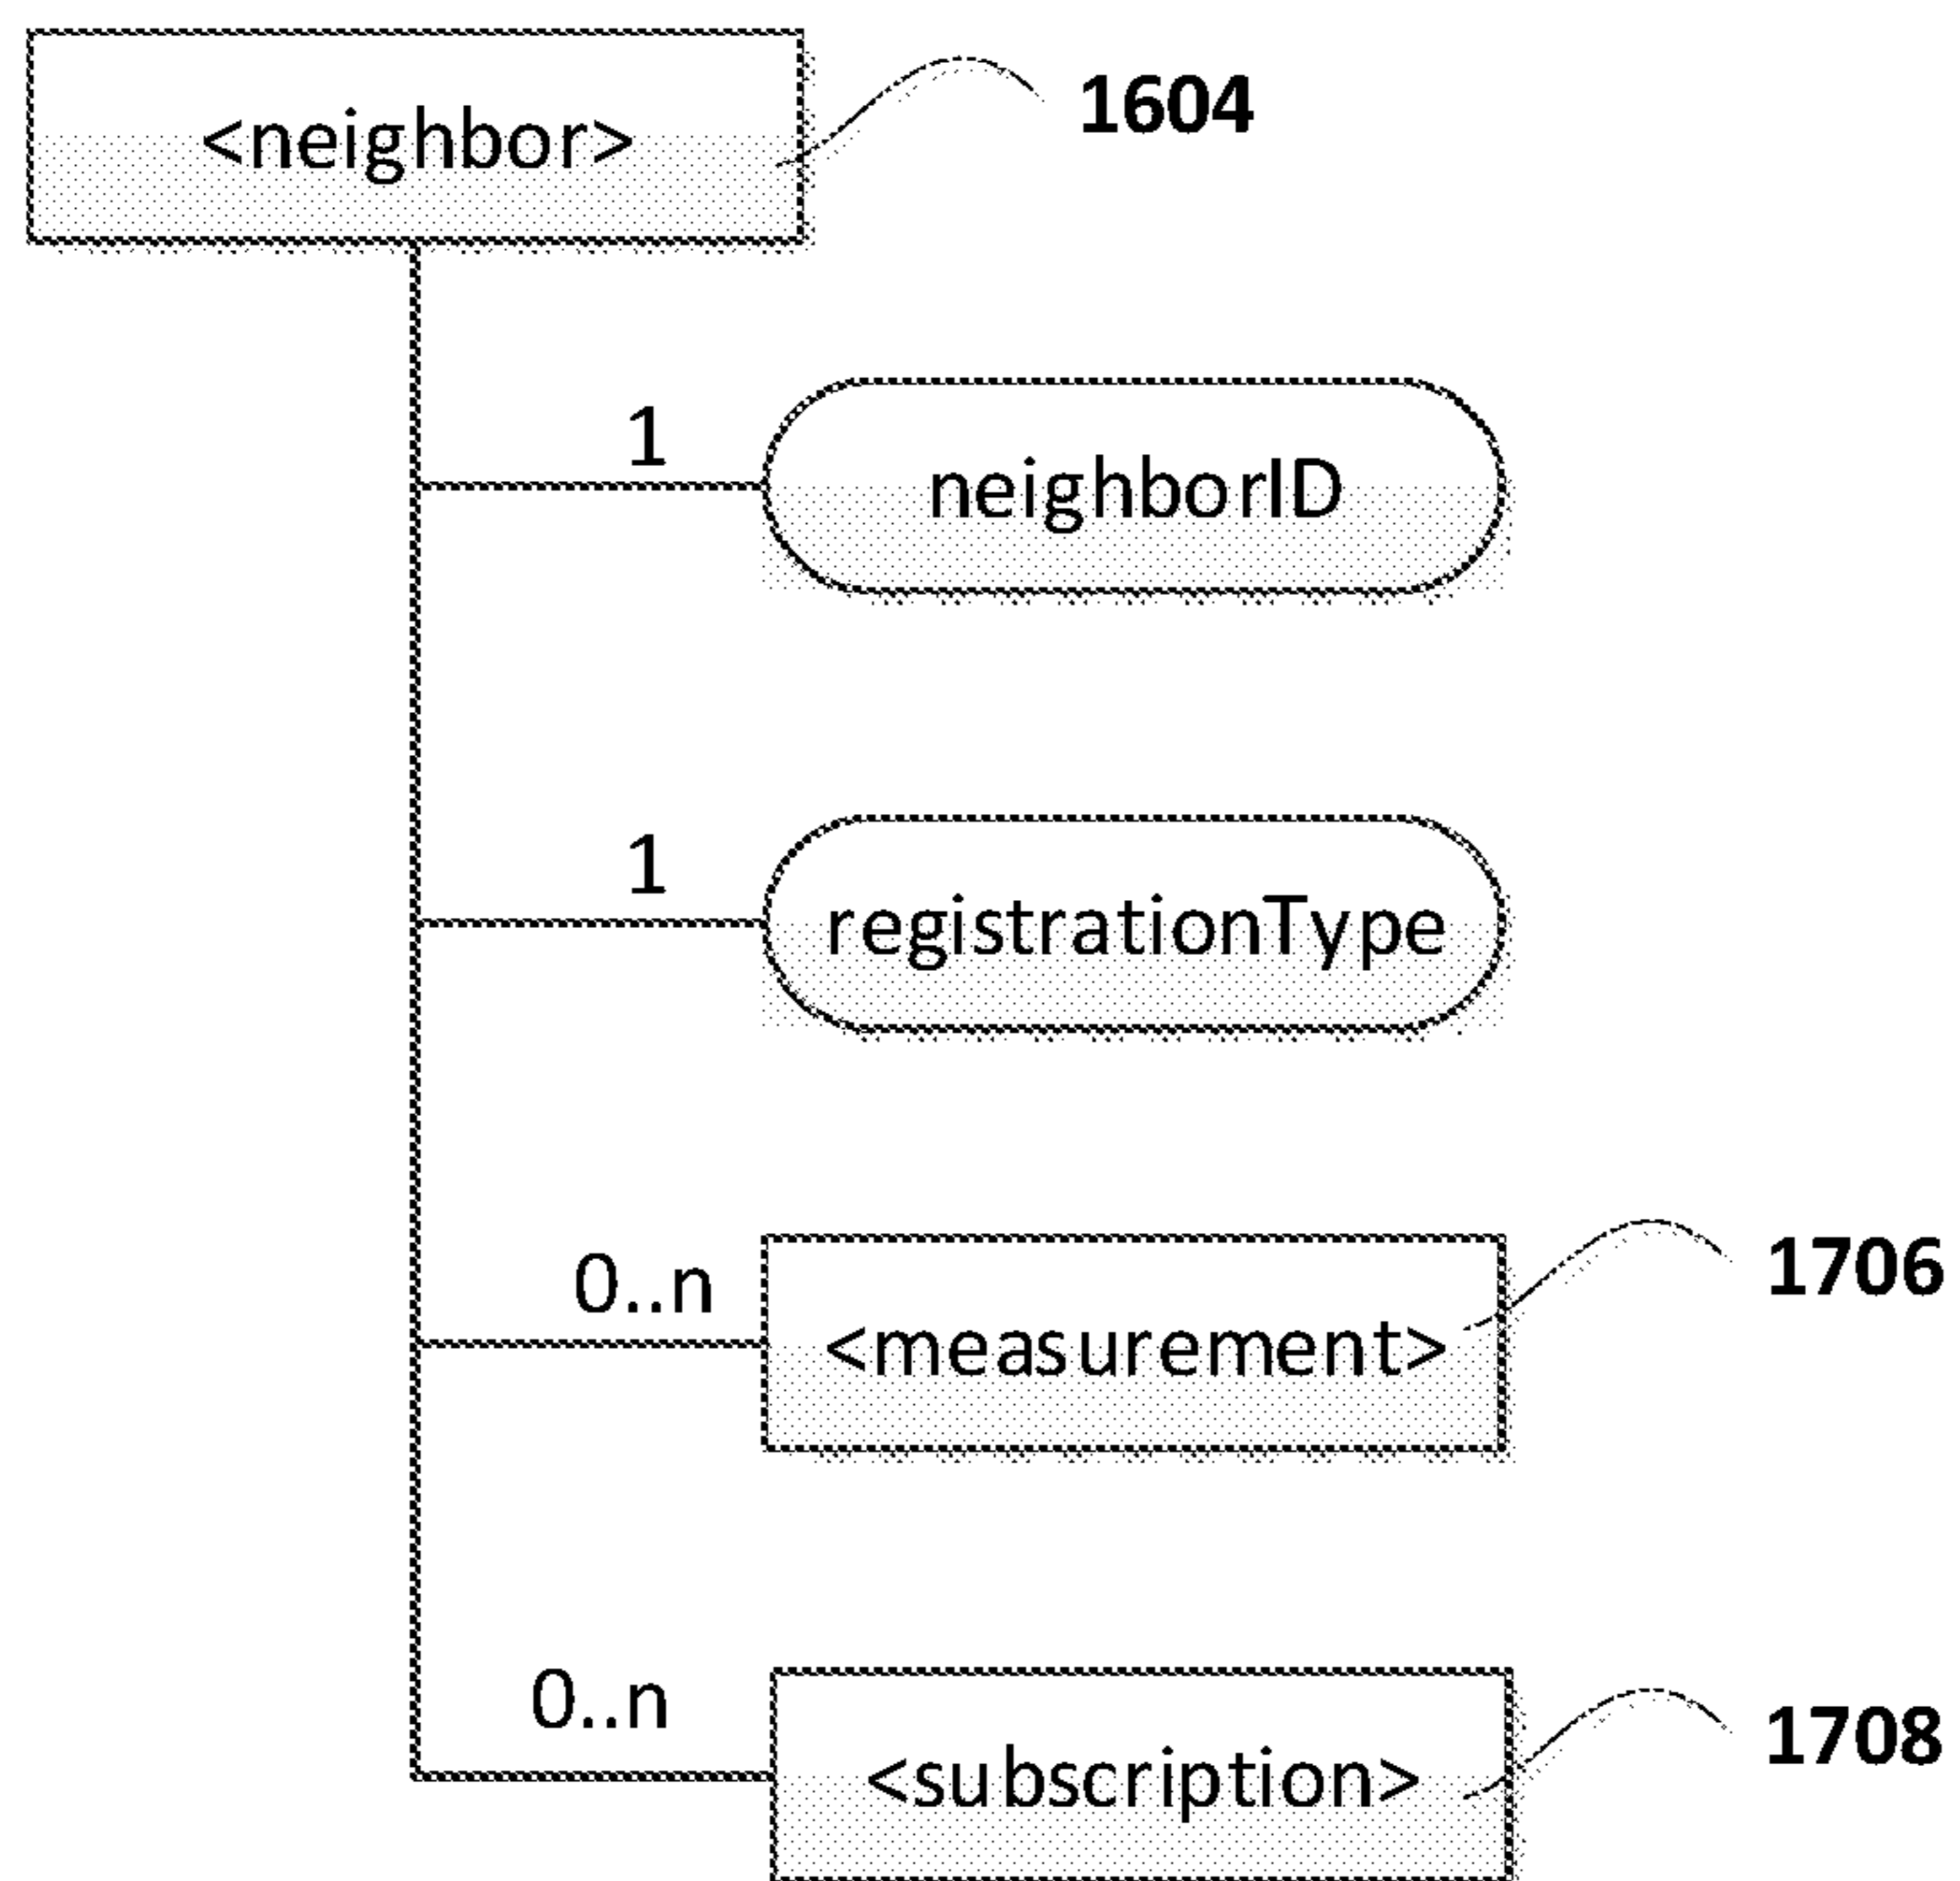 <neighbor>
1604
1
neighborID
1
registrationType
0..n
<measurement>
1706
0..n
<subscription>
1708